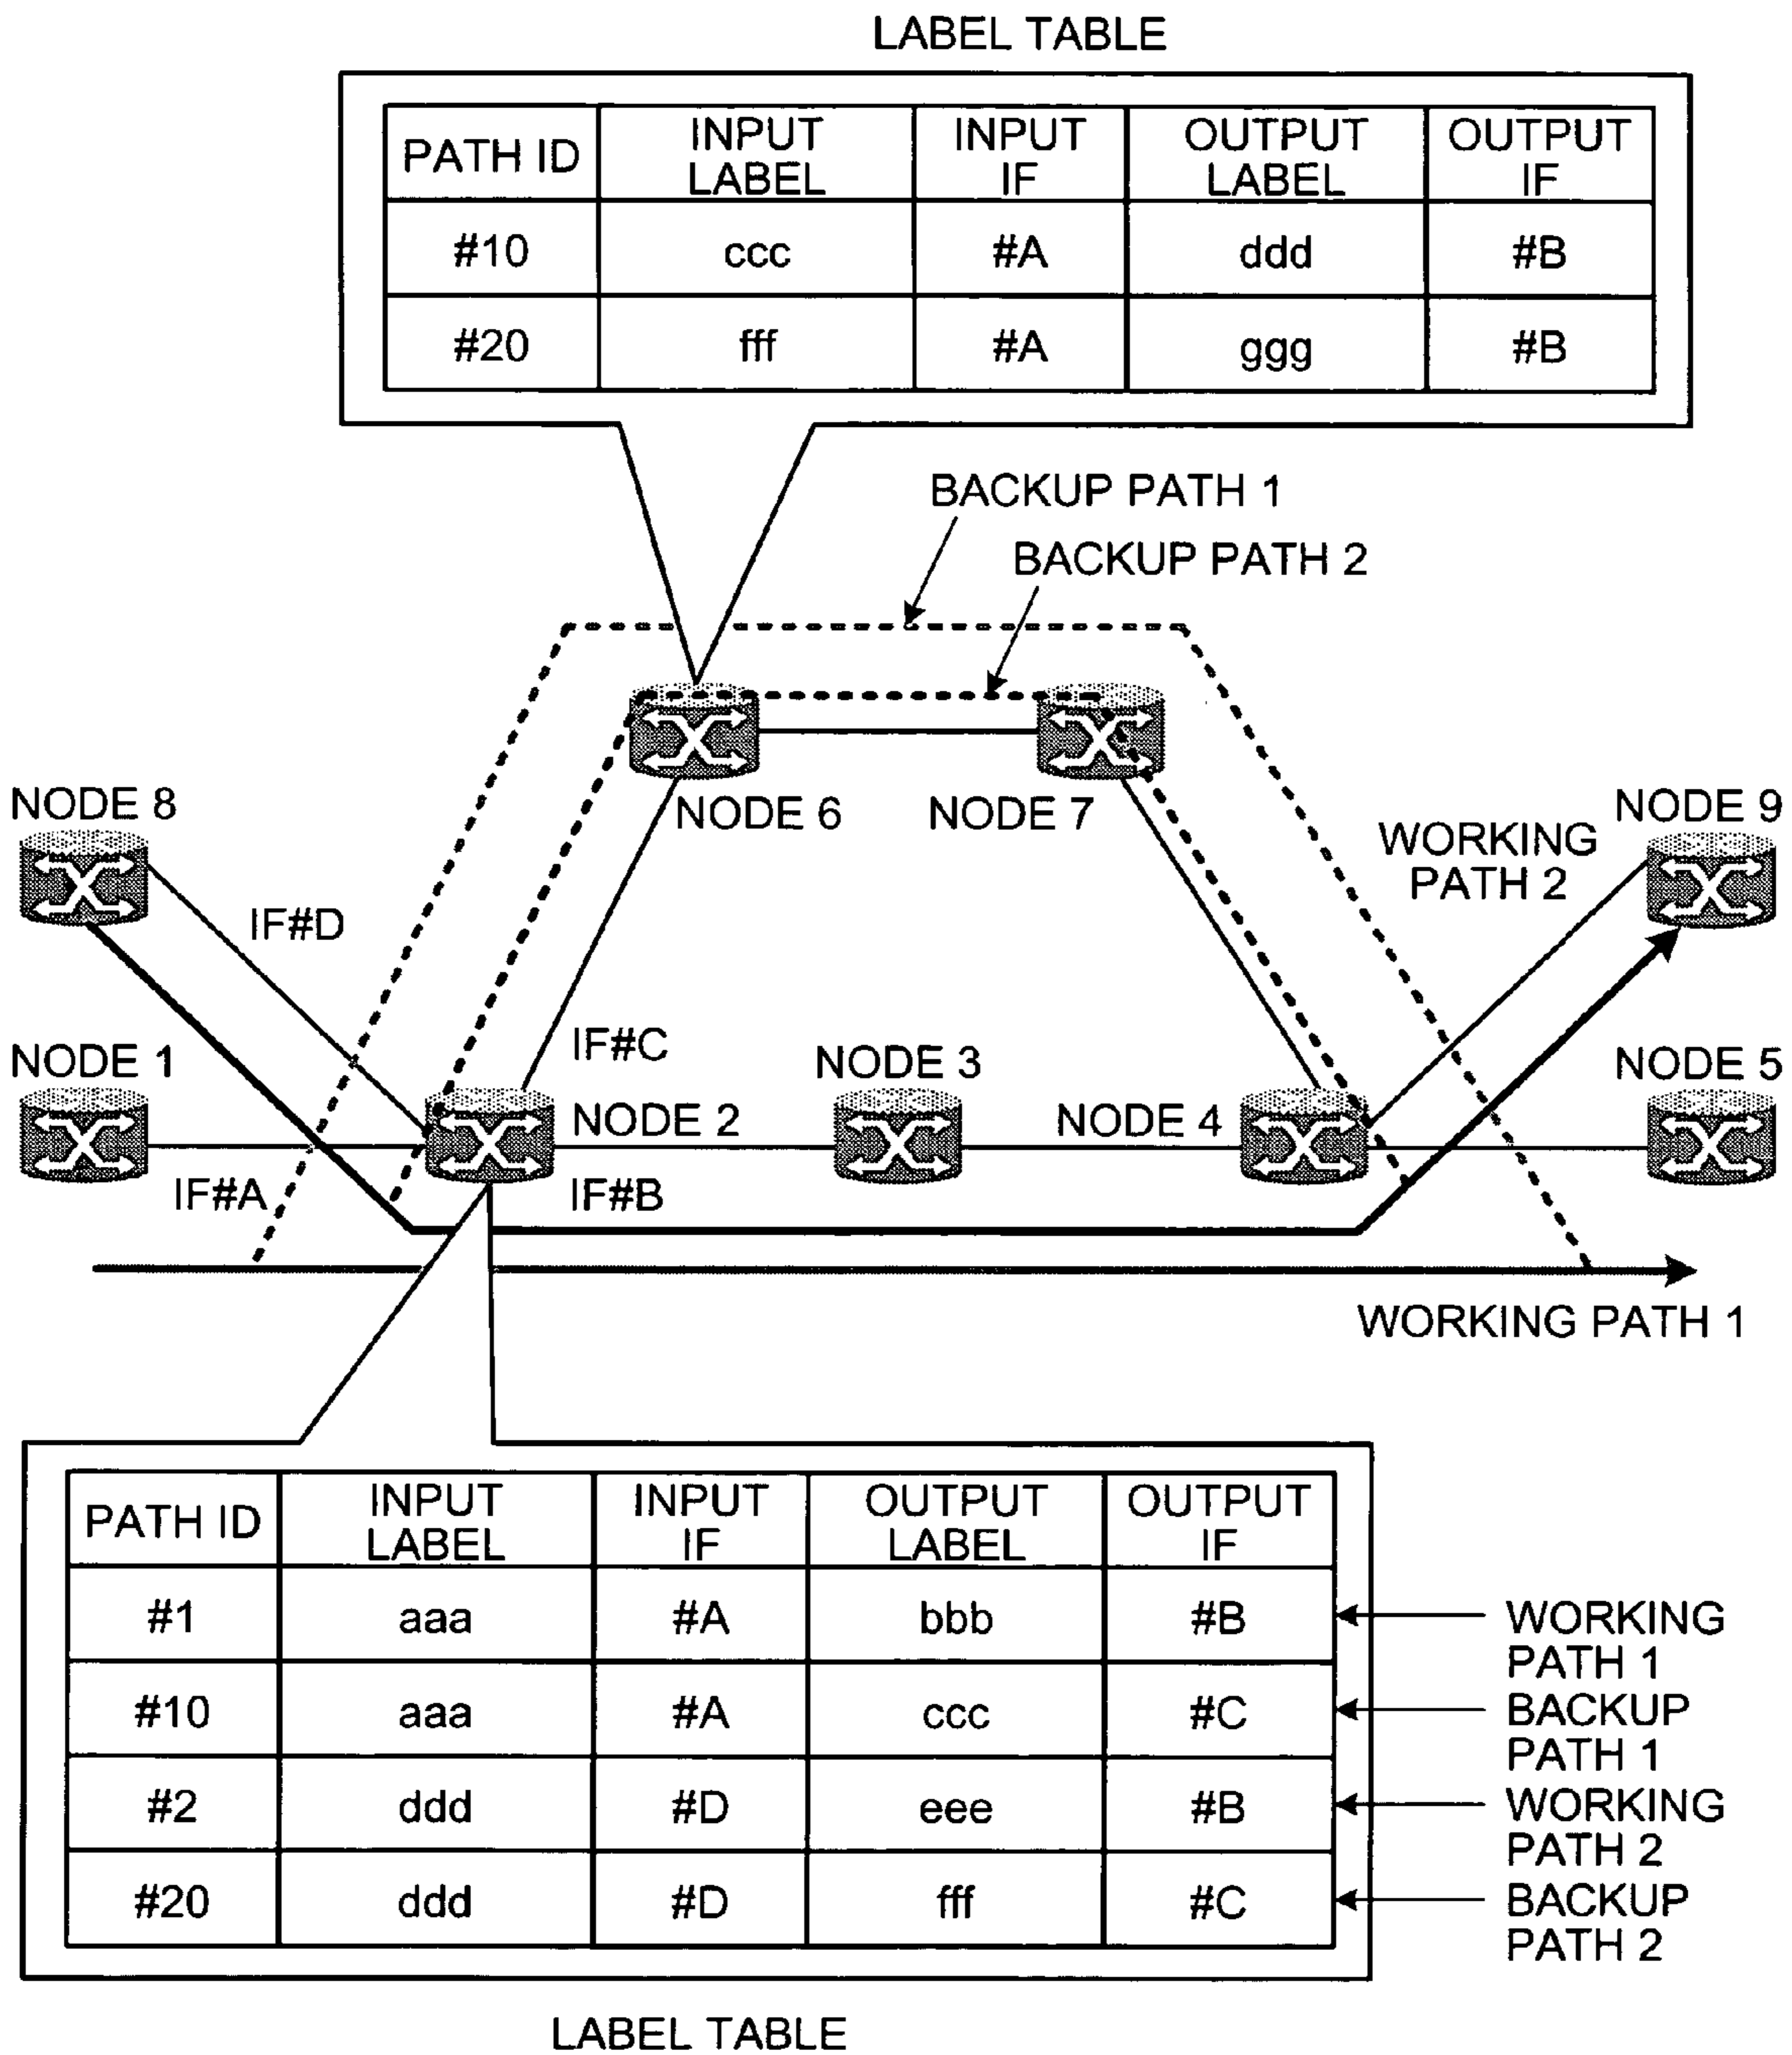 LABEL TABLE
PATH ID
INPUT
LABEL
INPUT
IF
OUTPUT
LABEL
OUTPUT
IF
#10 ccc #A ddd #B
#20 fff #A ggg #B
BACKUP PATH 1
BACKUP PATH 2
NODE 8
NODE 6
NODE 7
NODE 9
WORKING
PATH 2
IF#D
IF#C
NODE 1
NODE 3
NODE 5
NODE 2
NODE 4
IF#A
IF#B
WORKING PATH 1
PATH ID
INPUT
LABEL
INPUT
IF
OUTPUT
LABEL
OUTPUT
IF
#1 aaa #A bbb #B
WORKING
PATH 1
#10 aaa #A ccc #C
BACKUP
PATH 1
#2 ddd #D eee #B
WORKING
PATH 2
#20 ddd #D fff #C
BACKUP
PATH 2
LABEL TABLE